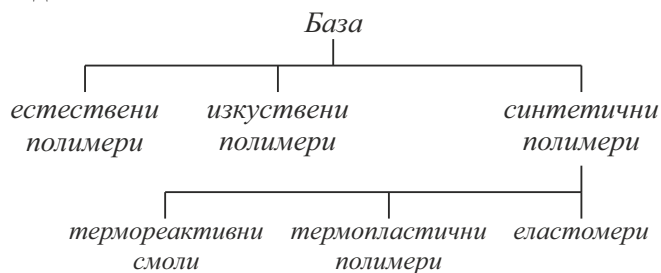 База
естествени изкуствени синтетични
полимери полимери полимери
термореактивни термопластични еластомери
смоли полимери